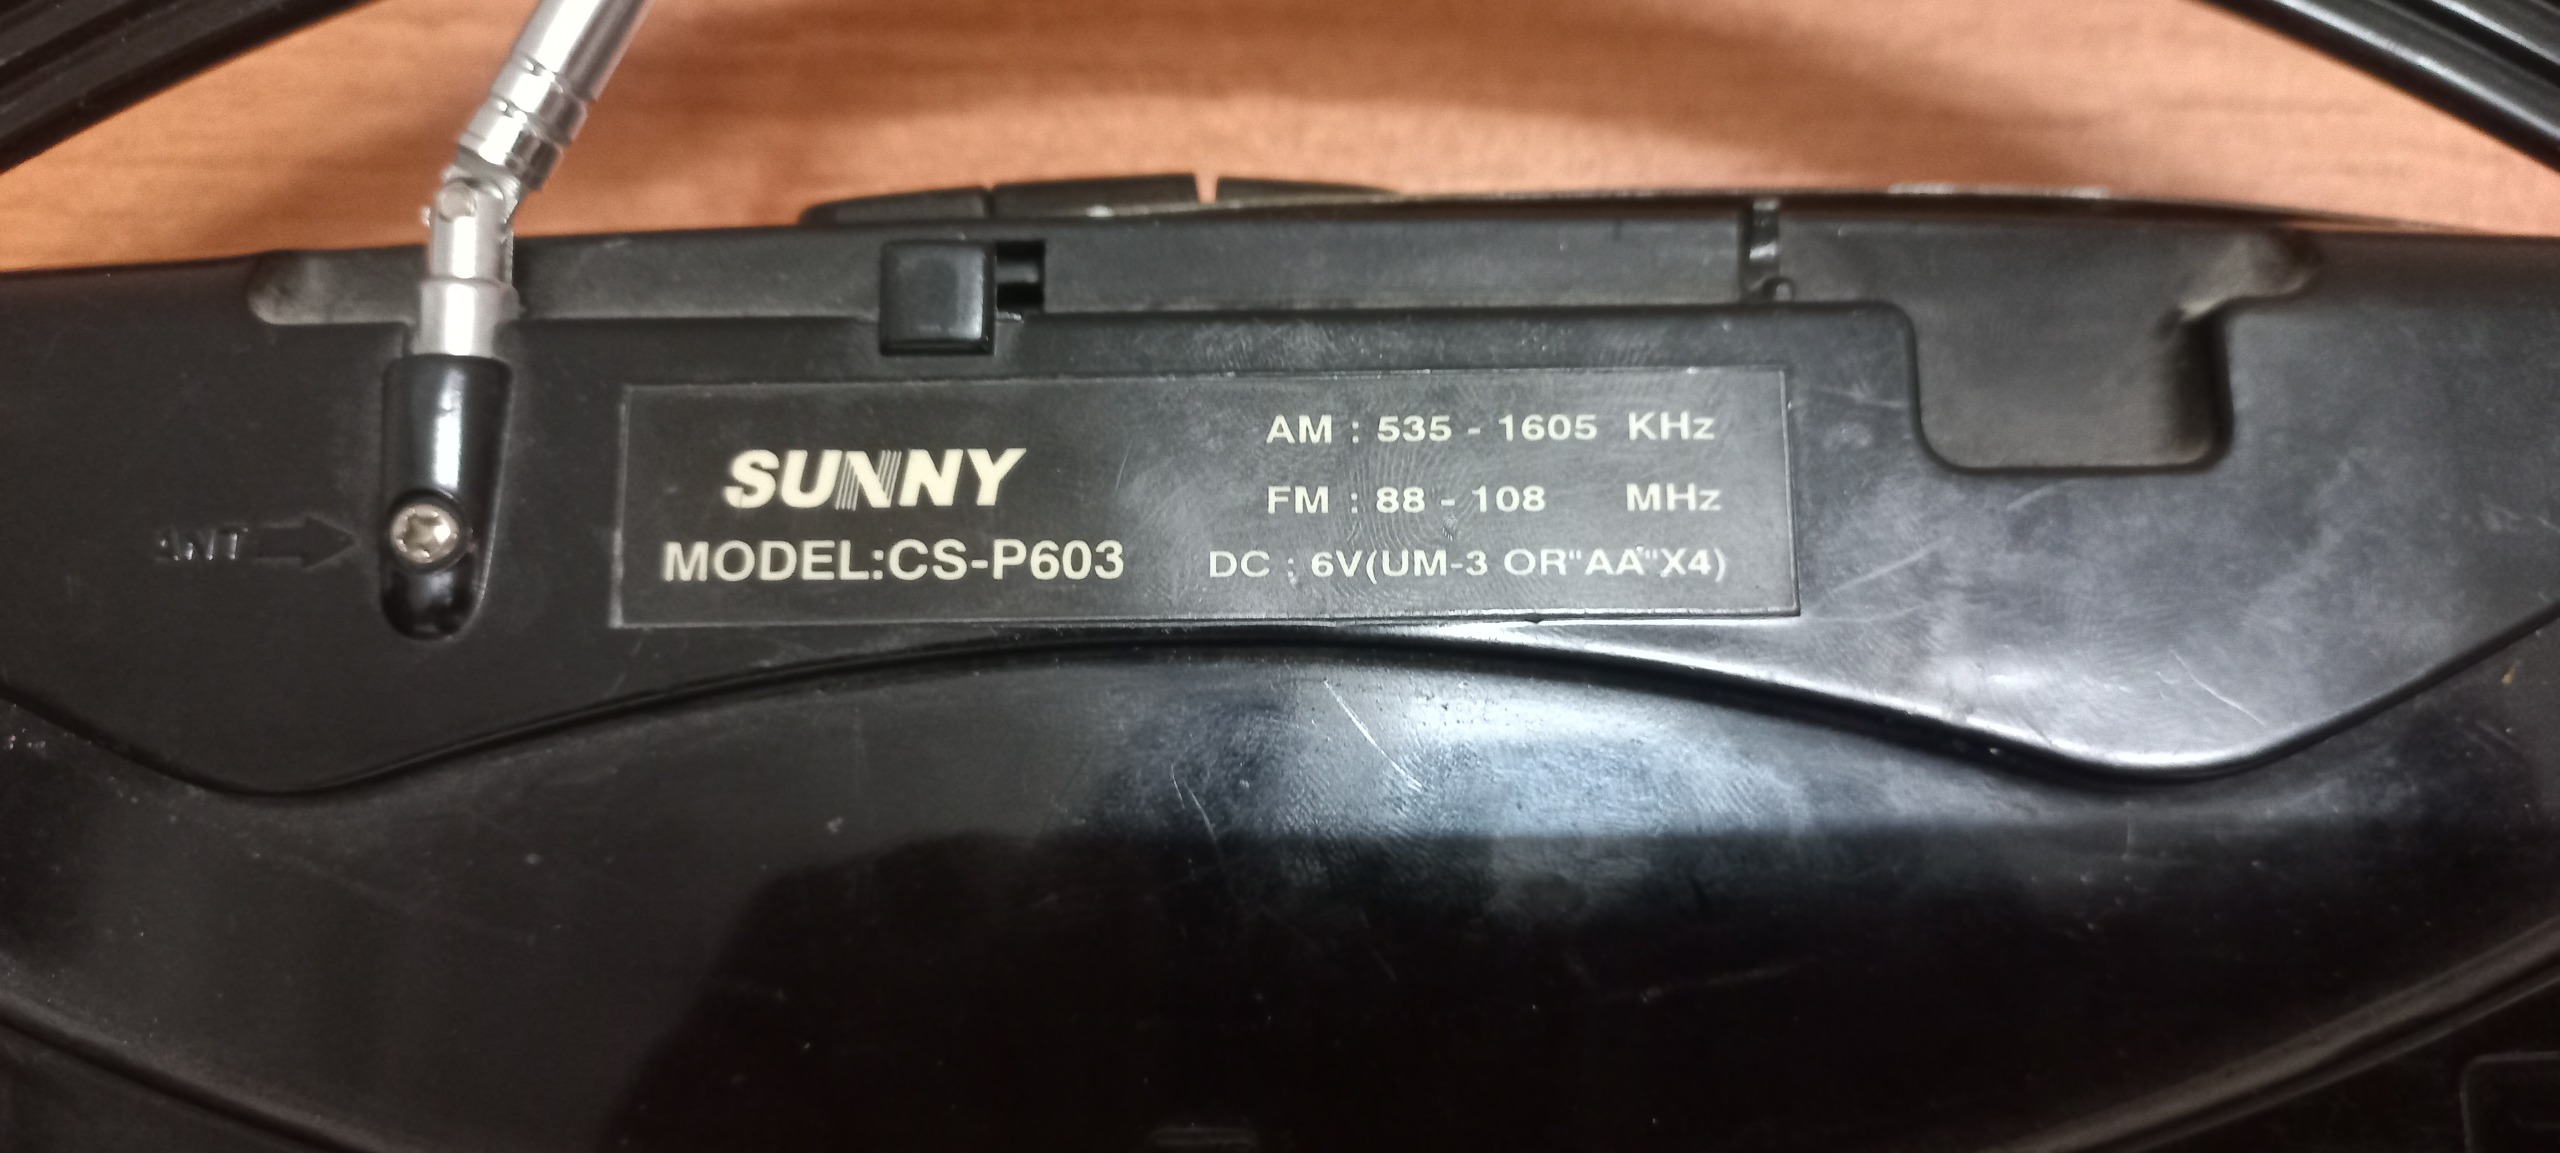 ANT
SUNNY
MODEL:CS-P603
AM : 535 - 1605 KHz
FM : 88 - 108 MHz
DC : 6V(UM-3 OR"AA"X4)